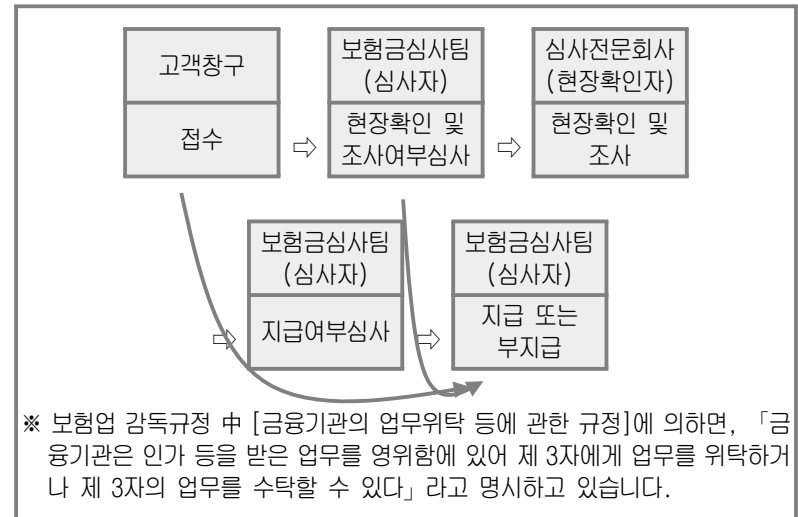 고객창구
접수
⇨
보험금심사팀
(심사자)
현장확인 및
조사여부심사
⇨
심사전문회사
(현장확인자)
현장확인 및
조사
⇨
보험금심사팀
(심사자)
지급여부심사
⇨
보험금심사팀
(심사자)
지급 또는
부지급
※ 보험업 감독규정 中 [금융기관의 업무위탁 등에 관한 규정]에 의하면, 「금
융기관은 인가 등을 받은 업무를 영위함에 있어 제 3자에게 업무를 위탁하거
나 제 3자의 업무를 수탁할 수 있다」라고 명시하고 있습니다.